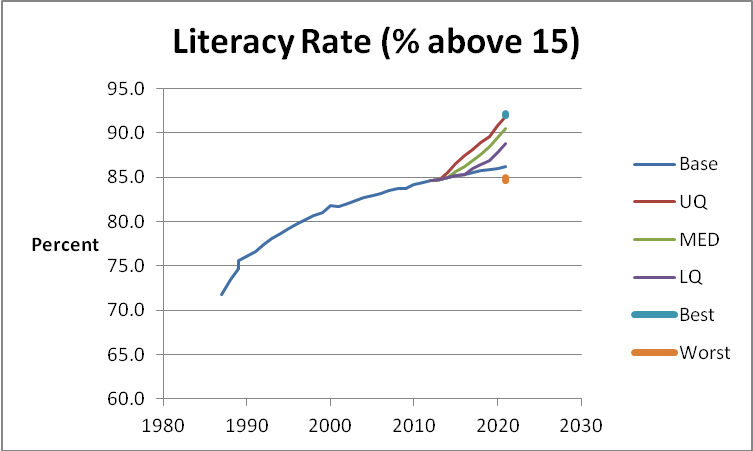 Literacy Rate (% above 15)
95.0
90.0
85.0
80.0
75.0
70.0
65.0
60.0
Percent
1980 1990 2000 2010 2020 2030
Base
UQ
MED
LQ
Best
Worst